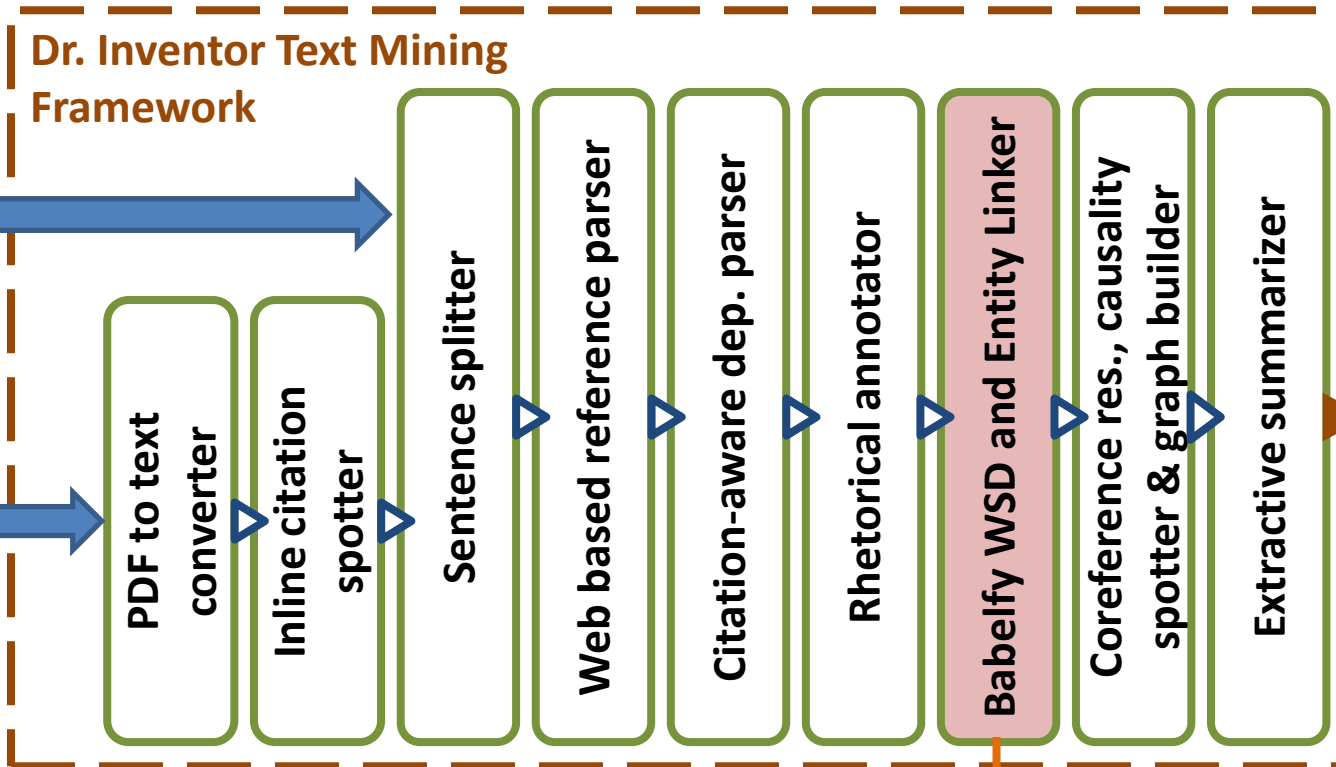 Dr. Inventor Text Mining
Framework
PDF to text
converter
Inline citation
spotter
Sentence splitter
Web based reference parser
Citation-aware dep. parser
Rhetorical annotator
Babelfy WSD and Entity Linker
Coreference res., causality
spotter & graph builder
Extractive summarizer